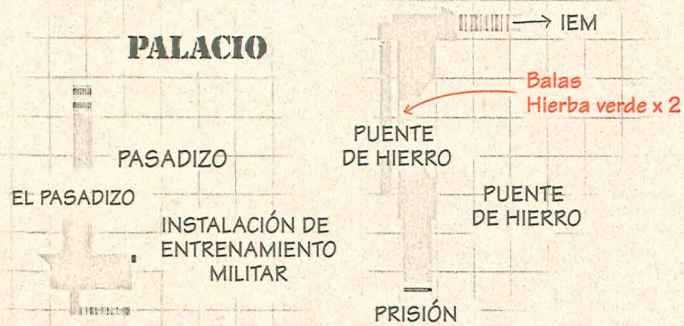 PALACIO
PASADIZO
EL PASADIZO
INSTALACIÓN DE
ENTRENAMIENTO
MILITAR
IEM
Balas
Hierba verde x 2
PUENTE
DE HIERRO
PUENTE
DE HIERRO
PRISIÓN